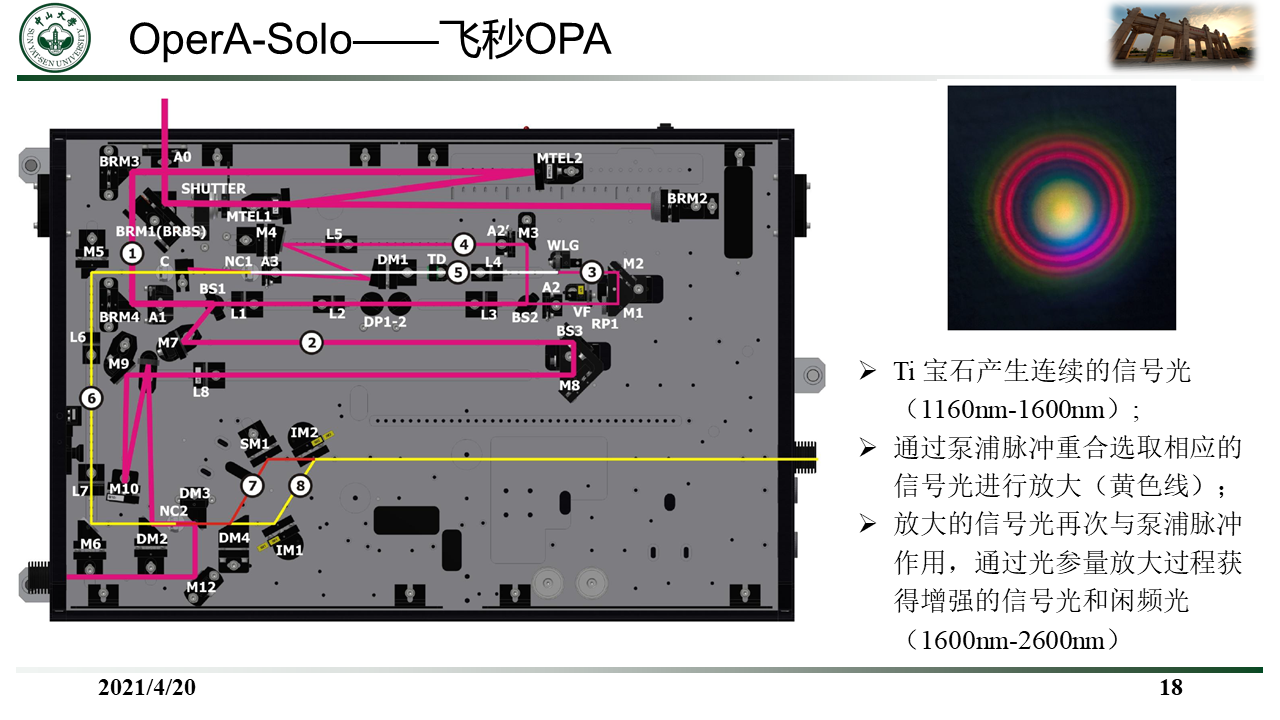 中山大學
SUN YAT-SEN UNIVERSITY
OperA-Solo——飞秒OPA
BRM3
A0
MTEL2
SHUTTER
BRM2
MTEL1
BRM1(BRBS)
M4
L5
A2'
M3
M5
1
4
WLG
C
NC1
A3
DM1
TD
5
L4
3
M2
BS1
A2
BRM4
A1
L1
L2
DP1-2
L3
BS2
VF
RP1
M1
L6
M7
2
BS3
M9
L8
M8
6
SM1
IM2
L7
M10
DM3
7
8
NC2
M6
DM2
DM4
IM1
M12
Ti 宝石产生连续的信号光
（1160nm-1600nm）;
通过泵浦脉冲重合选取相应的
信号光进行放大（黄色线）;
放大的信号光再次与泵浦脉冲
作用，通过光参量放大过程获
得增强的信号光和闲频光
（1600nm-2600nm）
2021/4/20
18